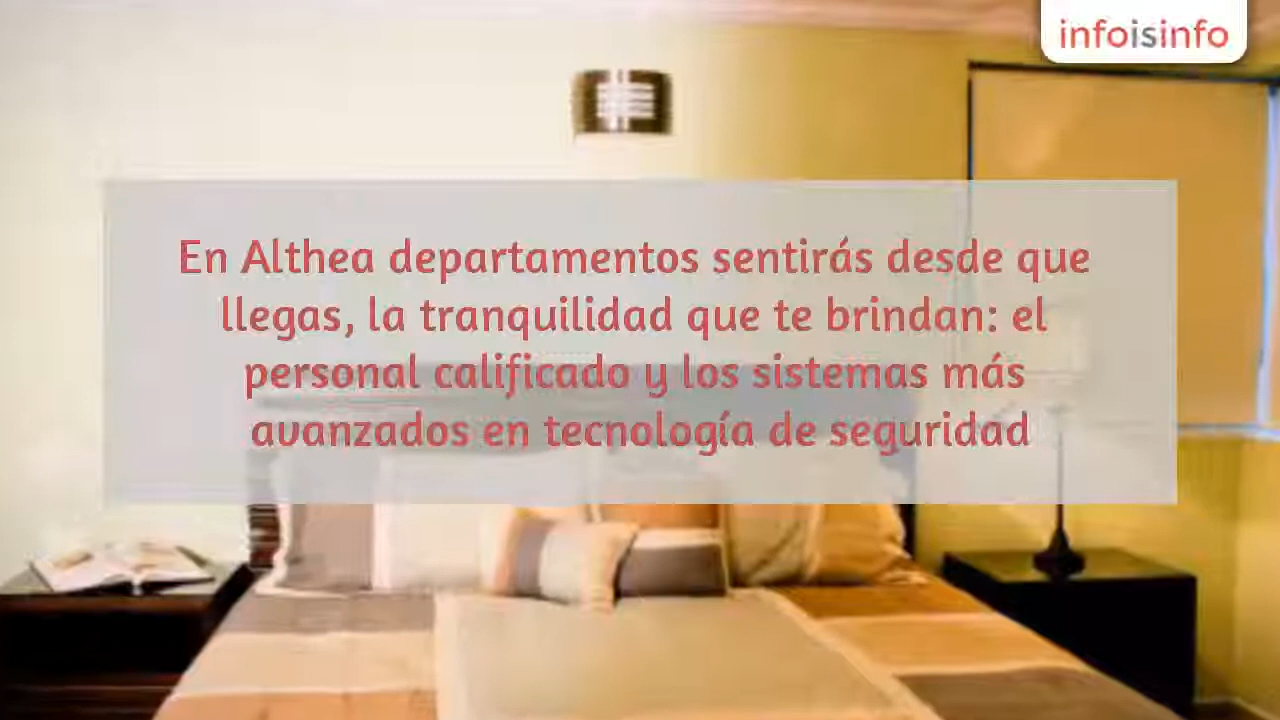 infoisinfo
En Althea departamentos sentirás desde que
llegas, la tranquilidad que te brindan: el
personal calificado y los sistemas más
avanzados en tecnología de seguridad